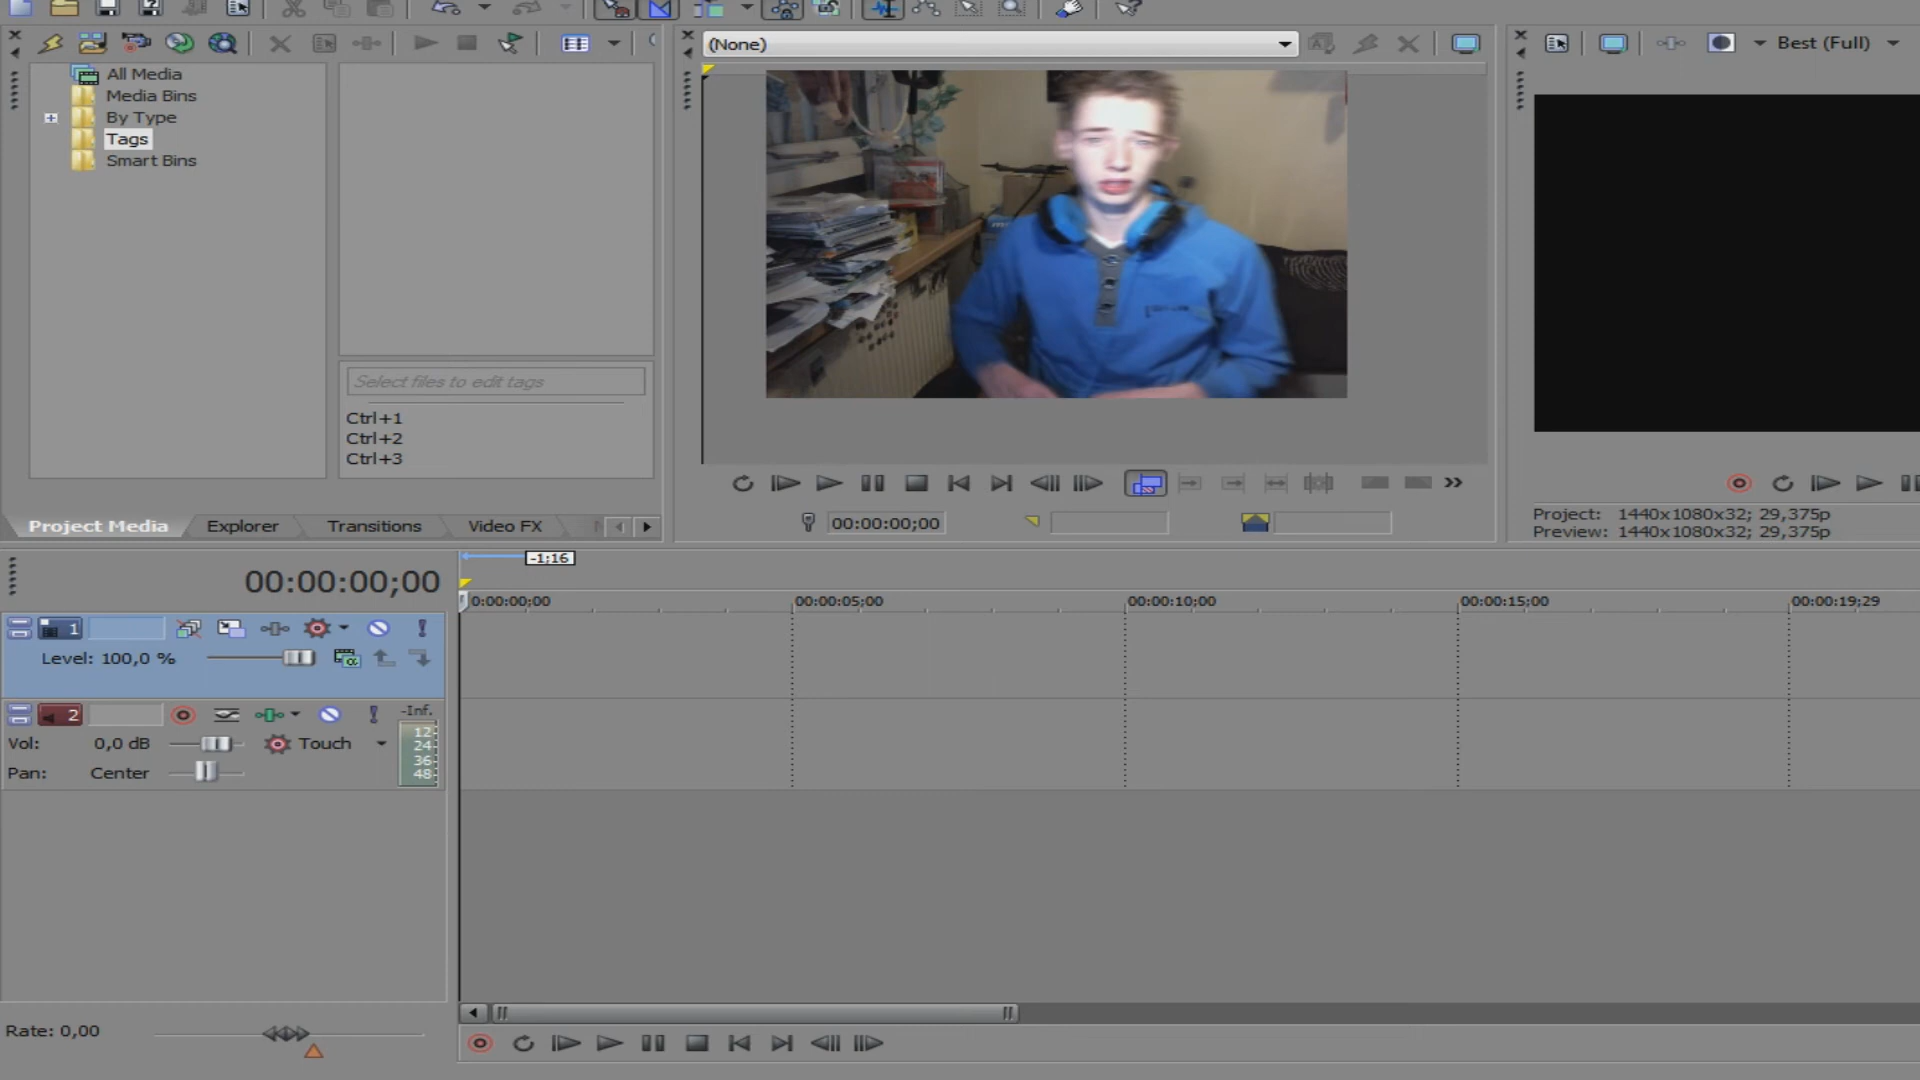 (None)
Best (Full)
All Media
Media Bins
By Type
Tags
Smart Bins
Select files to edit tags
Ctrl+1
Ctrl+2
Ctrl+3
00:00:00;00
Project: 1440x1080x32; 29,375p
Preview: 1440x1080x32; 29,375p
Project Media
Explorer
Transitions
Video FX
-1;16
00:00:00;00
0:00:00;00
00:00:05;00
00:00:10;00
00:00:15;00
00:00:19;29
1
Level: 100,0 %
2
-Inf.
12
24
36
48
Vol: 0,0 dB
Touch
Pan: Center
Rate: 0,00